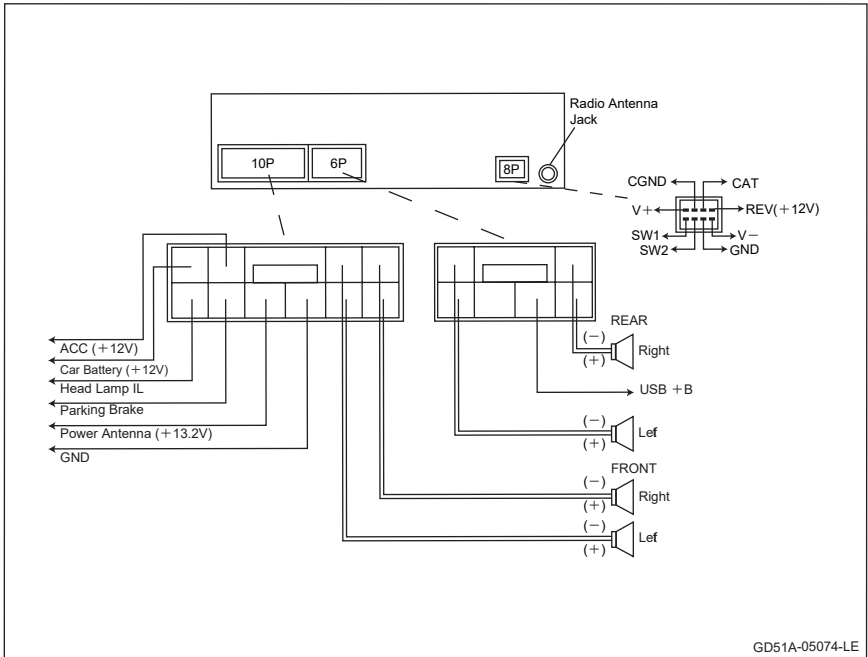 Radio Antenna
Jack
10P
6P
8P
CGND
CAT
V+
REV(+12V)
SW1
V−
SW2
GND
REAR
(−)
(+)
Right
ACC (+12V)
Car Battery (+12V)
Head Lamp IL
USB +B
Parking Brake
Power Antenna (+13.2V)
(−)
(+)
Lef
GND
FRONT
(−)
(+)
Right
(−)
(+)
Lef
GD51A-05074-LE